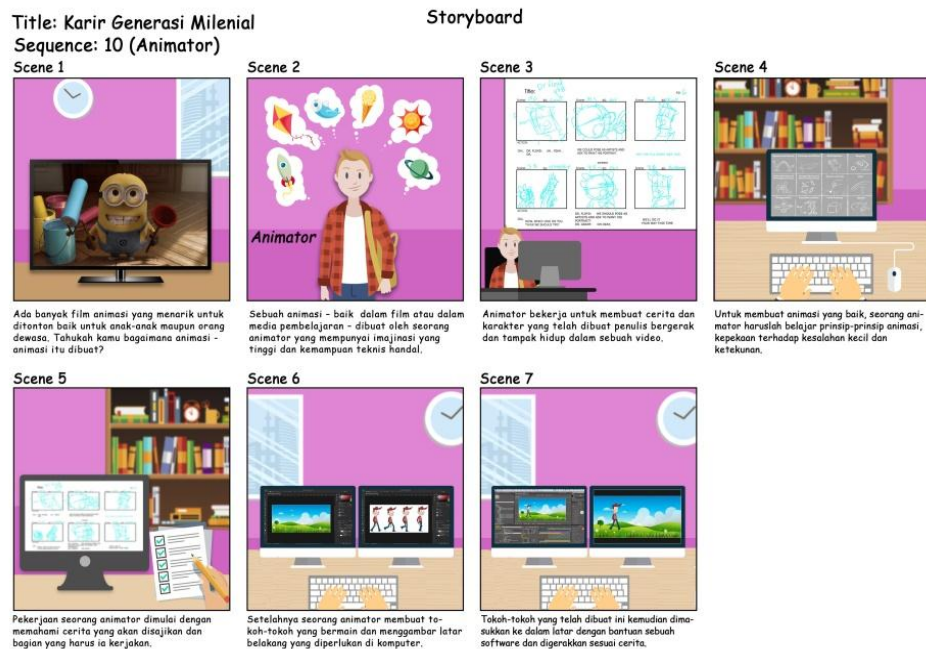 Title: Karir Generasi Milenial
Storyboard
Sequence: 10 (Animator)
Scene 1
Scene 2
Scene 3
Scene 4
Animator
Title:
Ada banyak film animasi yang menarik untuk
ditonton baik untuk anak-anak maupun orang
dewasa. Tahukah kamu bagaimana animasi -
animasi itu dibuat?
Sebuah animasi - baik dalam film atau dalam
media pembelajaran - dibuat oleh seorang
animator yang mempunyai imajinasi yang
tinggi dan kemampuan teknis handal.
Animator bekerja untuk membuat cerita dan
karakter yang telah dibuat penulis bergerak
dan tampak hidup dalam sebuah video.
Untuk membuat animasi yang baik, seorang ani-
mator haruslah belajar prinsip-prinsip animasi,
kepekaan terhadap kesalahan kecil dan
ketekunan.
Scene 5
Scene 6
Scene 7
Pekerjaan seorang animator dimulai dengan
memahami cerita yang akan disajikan dan
bagian yang harus ia kerjakan.
Setelahnya seorang animator membuat to-
koh-tokoh yang bermain dan menggambar latar
belakang yang diperlukan di komputer.
Tokoh-tokoh yang telah dibuat ini kemudian dima-
sukkan ke dalam latar dengan bantuan sebuah
software dan digerakkan sesuai cerita.